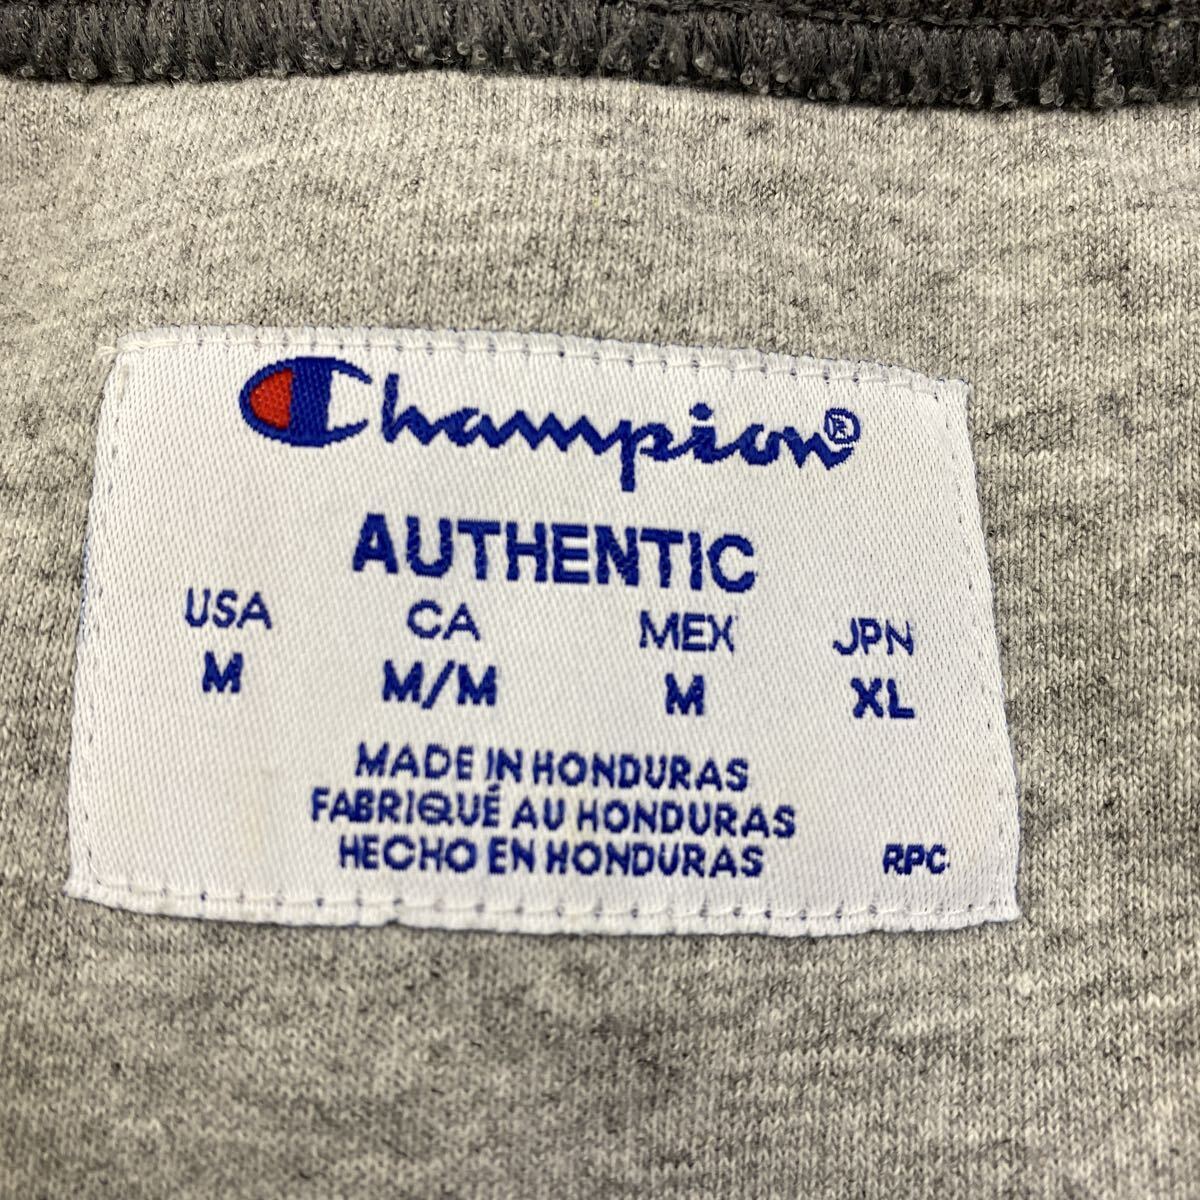 Champion®
AUTHENTIC
USA CA MEX JPN
M M/M M XL
MADE IN HONDURAS
FABRIQUÉ AU HONDURAS
HECHO EN HONDURAS RPC